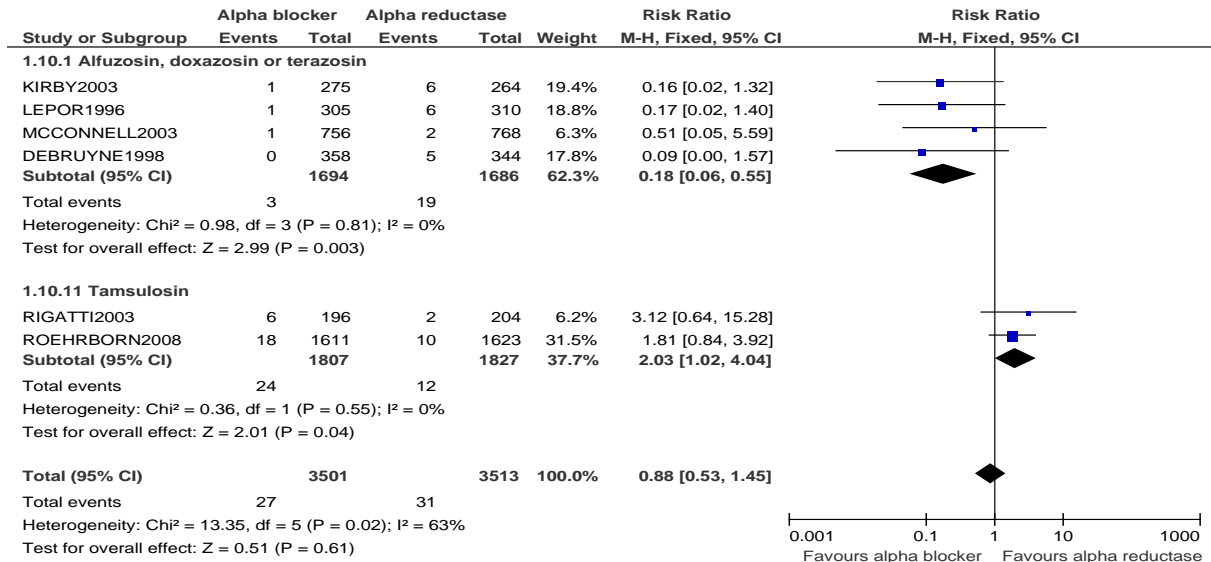 Alpha blocker Alpha reductase Risk Ratio Risk Ratio
Study or Subgroup Events Total Events Total Weight M-H, Fixed, 95% CI M-H, Fixed, 95% CI
1.10.1 Alfuzosin, doxazosin or terazosin
KIRBY2003 1 275 6 264 19.4% 0.16 [0.02, 1.32]
LEPOR1996 1 305 6 310 18.8% 0.17 [0.02, 1.40]
MCCONNELL2003 1 756 2 768 6.3% 0.51 [0.05, 5.59]
DEBRUYNE1998 0 358 5 344 17.8% 0.09 [0.00, 1.57]
Subtotal (95% CI) 1694 1686 62.3% 0.18 [0.06, 0.55]
Total events 3 19
Heterogeneity: Chi² = 0.98, df = 3 (P = 0.81); I² = 0%
Test for overall effect: Z = 2.99 (P = 0.003)
1.10.11 Tamsulosin
RIGATTI2003 6 196 2 204 6.2% 3.12 [0.64, 15.28]
ROEHRBORN2008 18 1611 10 1623 31.5% 1.81 [0.84, 3.92]
Subtotal (95% CI) 1807 1827 37.7% 2.03 [1.02, 4.04]
Total events 24 12
Heterogeneity: Chi² = 0.36, df = 1 (P = 0.55); I² = 0%
Test for overall effect: Z = 2.01 (P = 0.04)
Total (95% CI) 3501 3513 100.0% 0.88 [0.53, 1.45]
Total events 27 31
Heterogeneity: Chi² = 13.35, df = 5 (P = 0.02); I² = 63%
Test for overall effect: Z = 0.51 (P = 0.61)
0.001 0.1 1 10 1000
Favours alpha blocker Favours alpha reductase